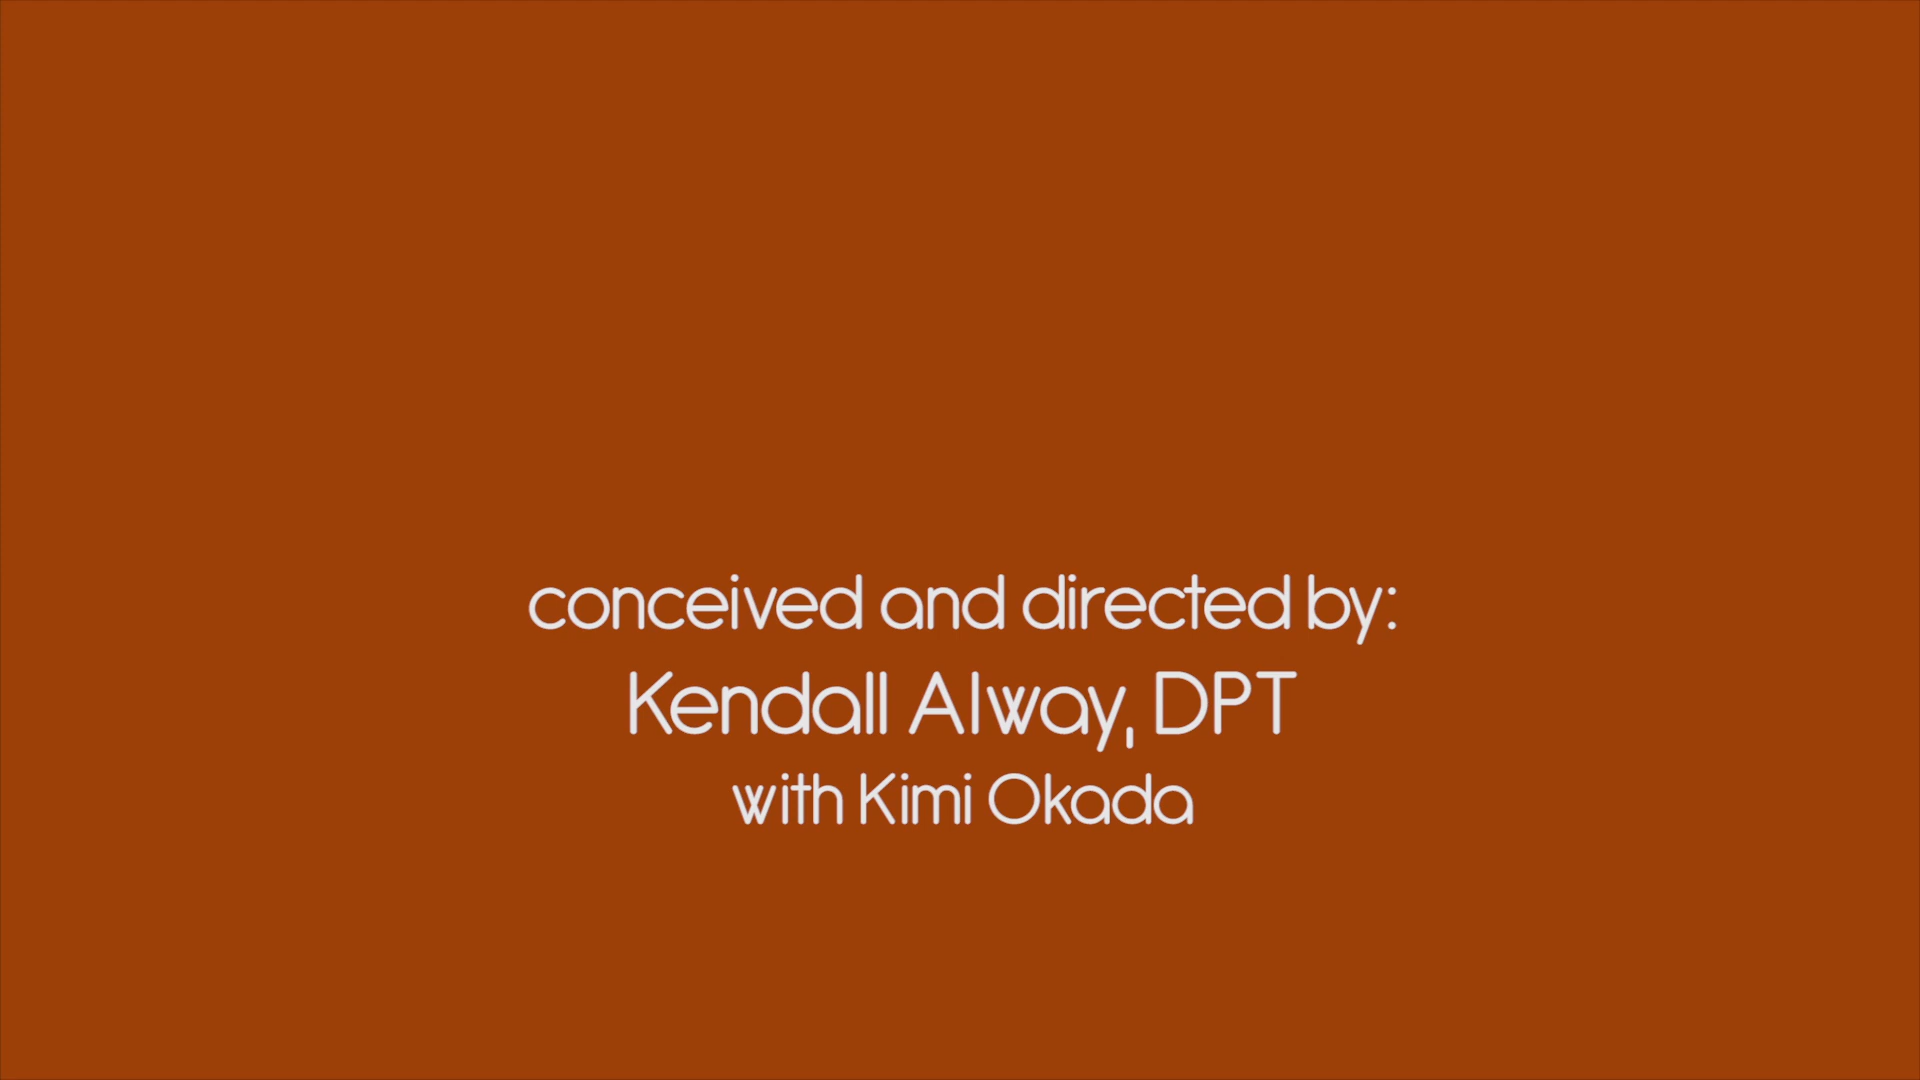 conceived and directed by:
Kendall Alway, DPT
with Kimi Okada